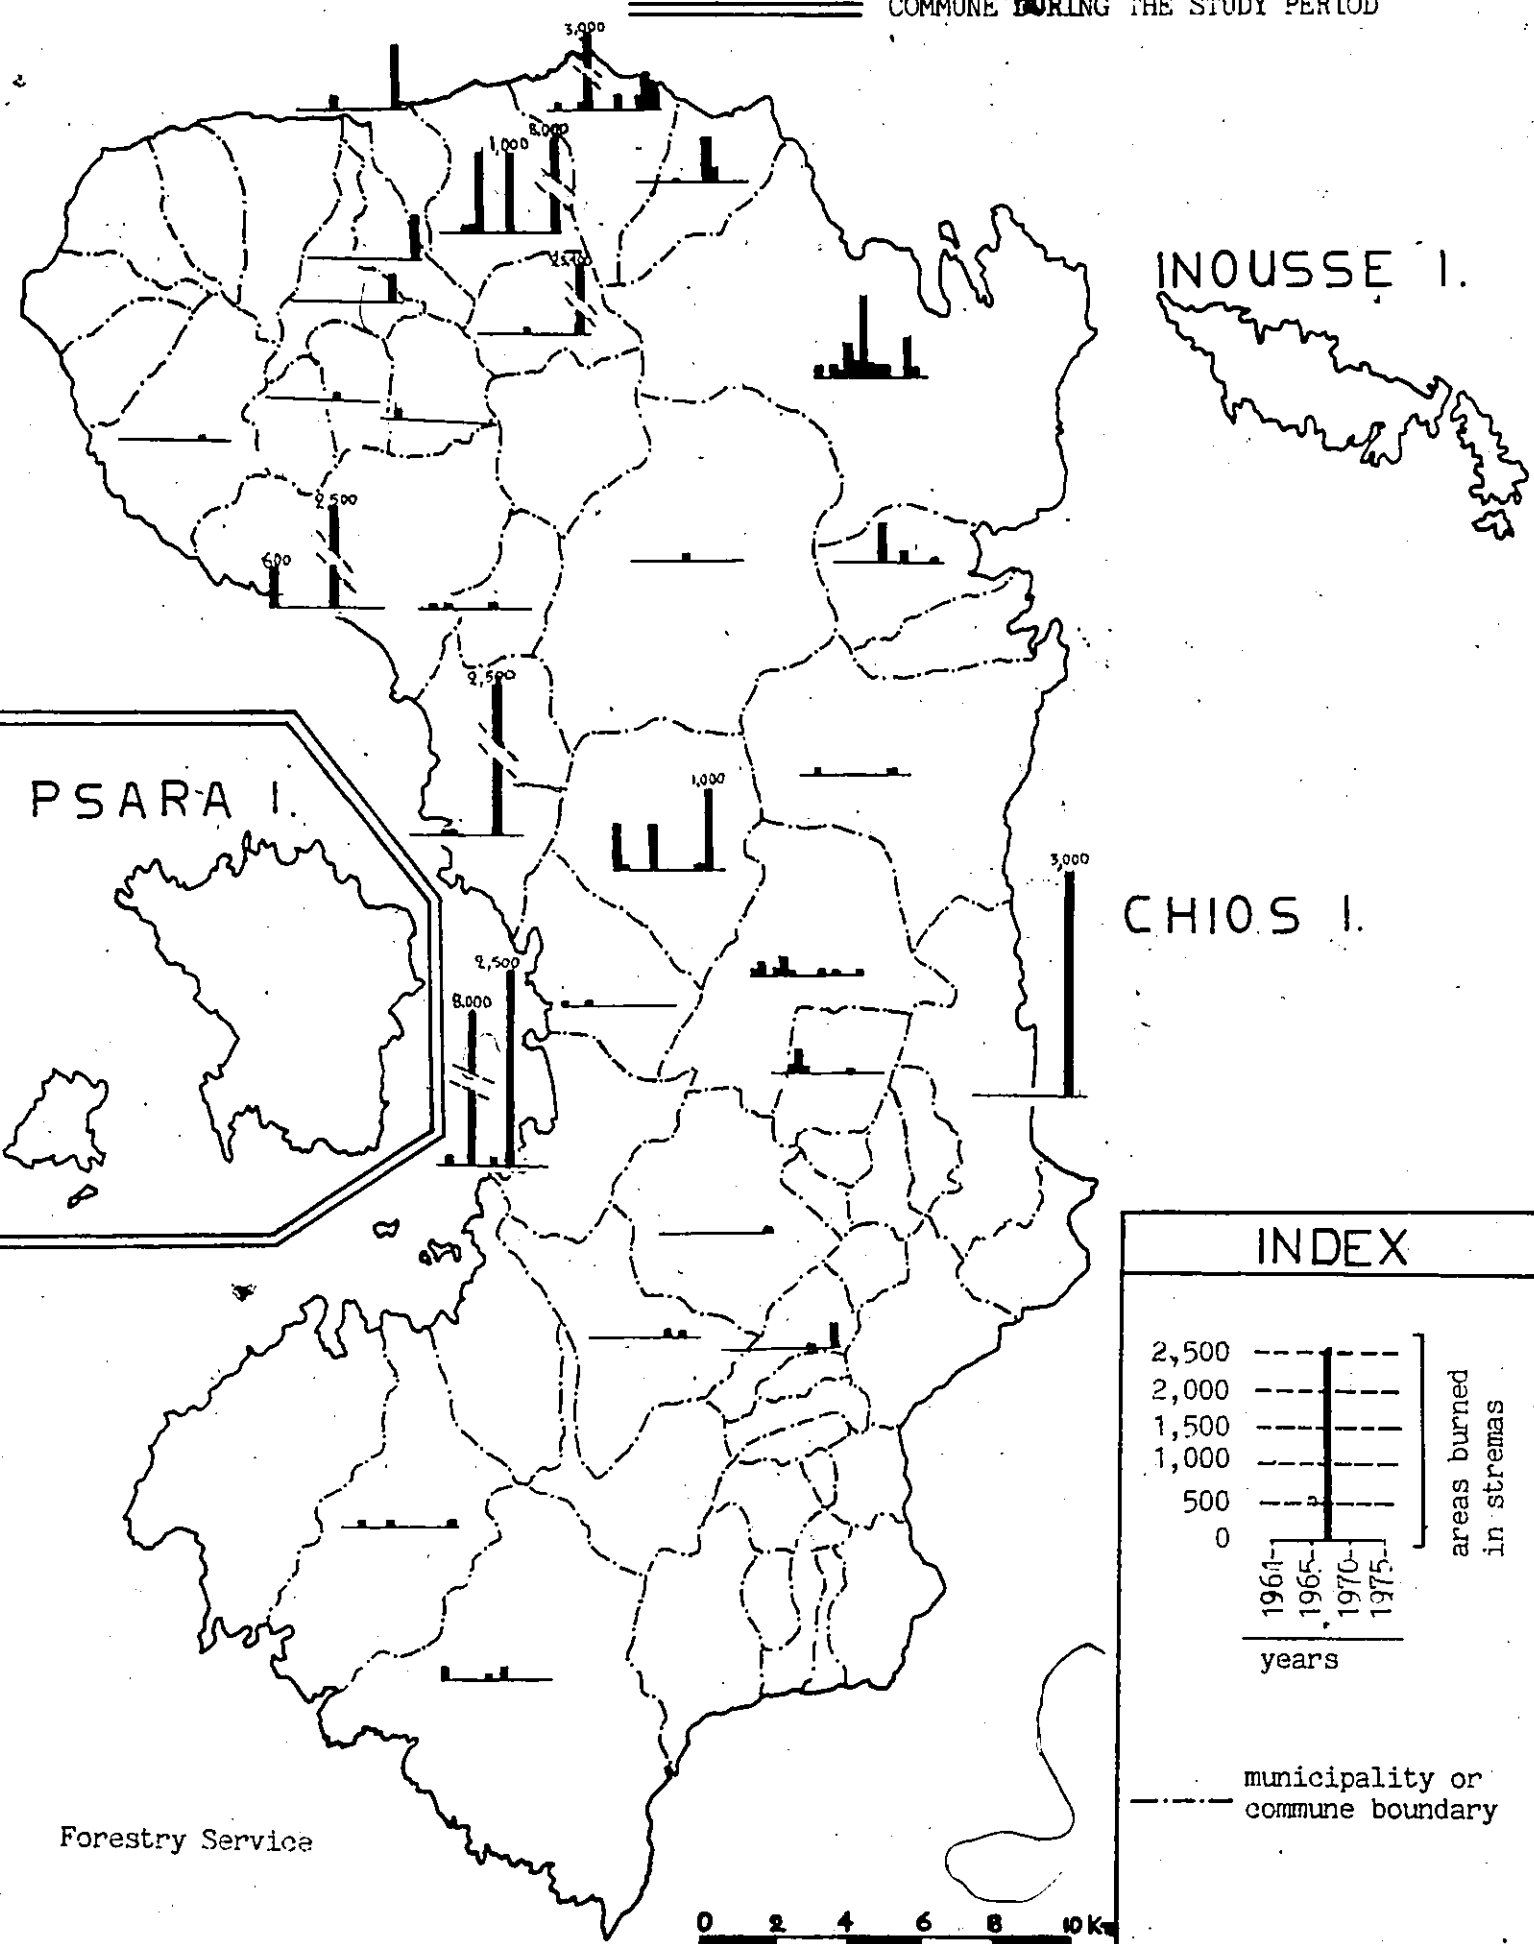 COMMUNE DURING THE STUDY PERIOD
3,000
8.000
1,000
INOUSSE I.
2,500
600
2,500
PSARA I.
1,000
3,000
CHIOS I.
2,500
8.000
INDEX
2,500
2,000
1,500
1,000
500
0
areas burned
in stremas
1961
1965
1970
1975
years
municipality or
commune boundary
Forestry Service
0 2 4 6 8 10